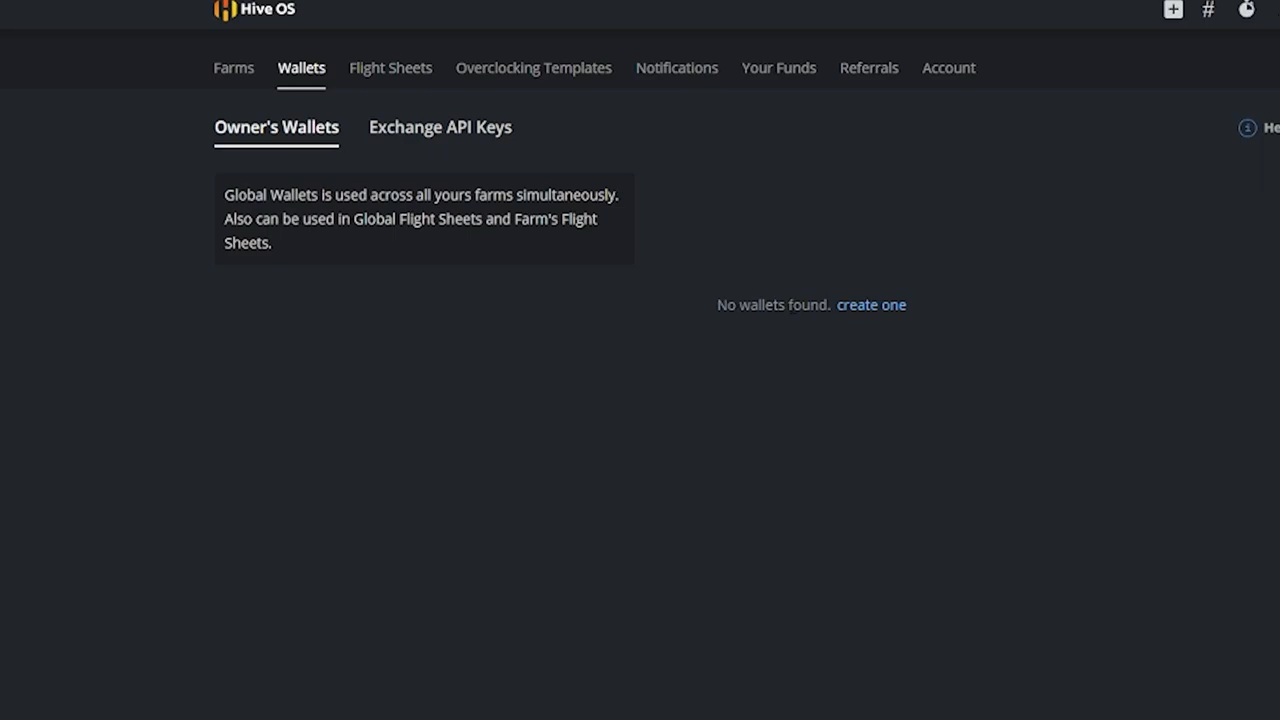 Hive OS
#
Farms Wallets Flight Sheets Overclocking Templates Notifications Your Funds Referrals Account
Owner's Wallets Exchange API Keys
He
Global Wallets is used across all yours farms simultaneously.
Also can be used in Global Flight Sheets and Farm's Flight
Sheets.
No wallets found. create one